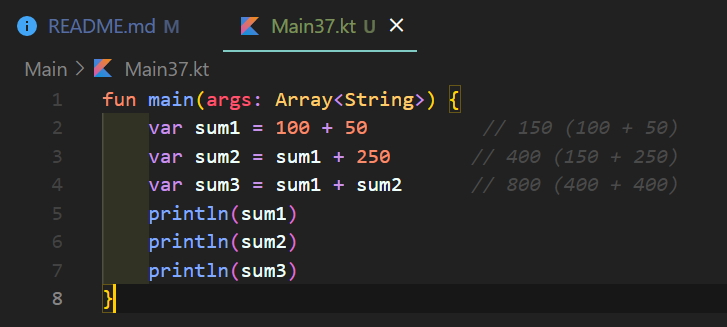 README.md M Main37.kt U ×
Main > Main37.kt
1 fun main(args: Array<String>) {
2 var sum1 = 100 + 50 // 150 (100 + 50)
3 var sum2 = sum1 + 250 // 400 (150 + 250)
4 var sum3 = sum1 + sum2 // 800 (400 + 400)
5 println(sum1)
6 println(sum2)
7 println(sum3)
8 }